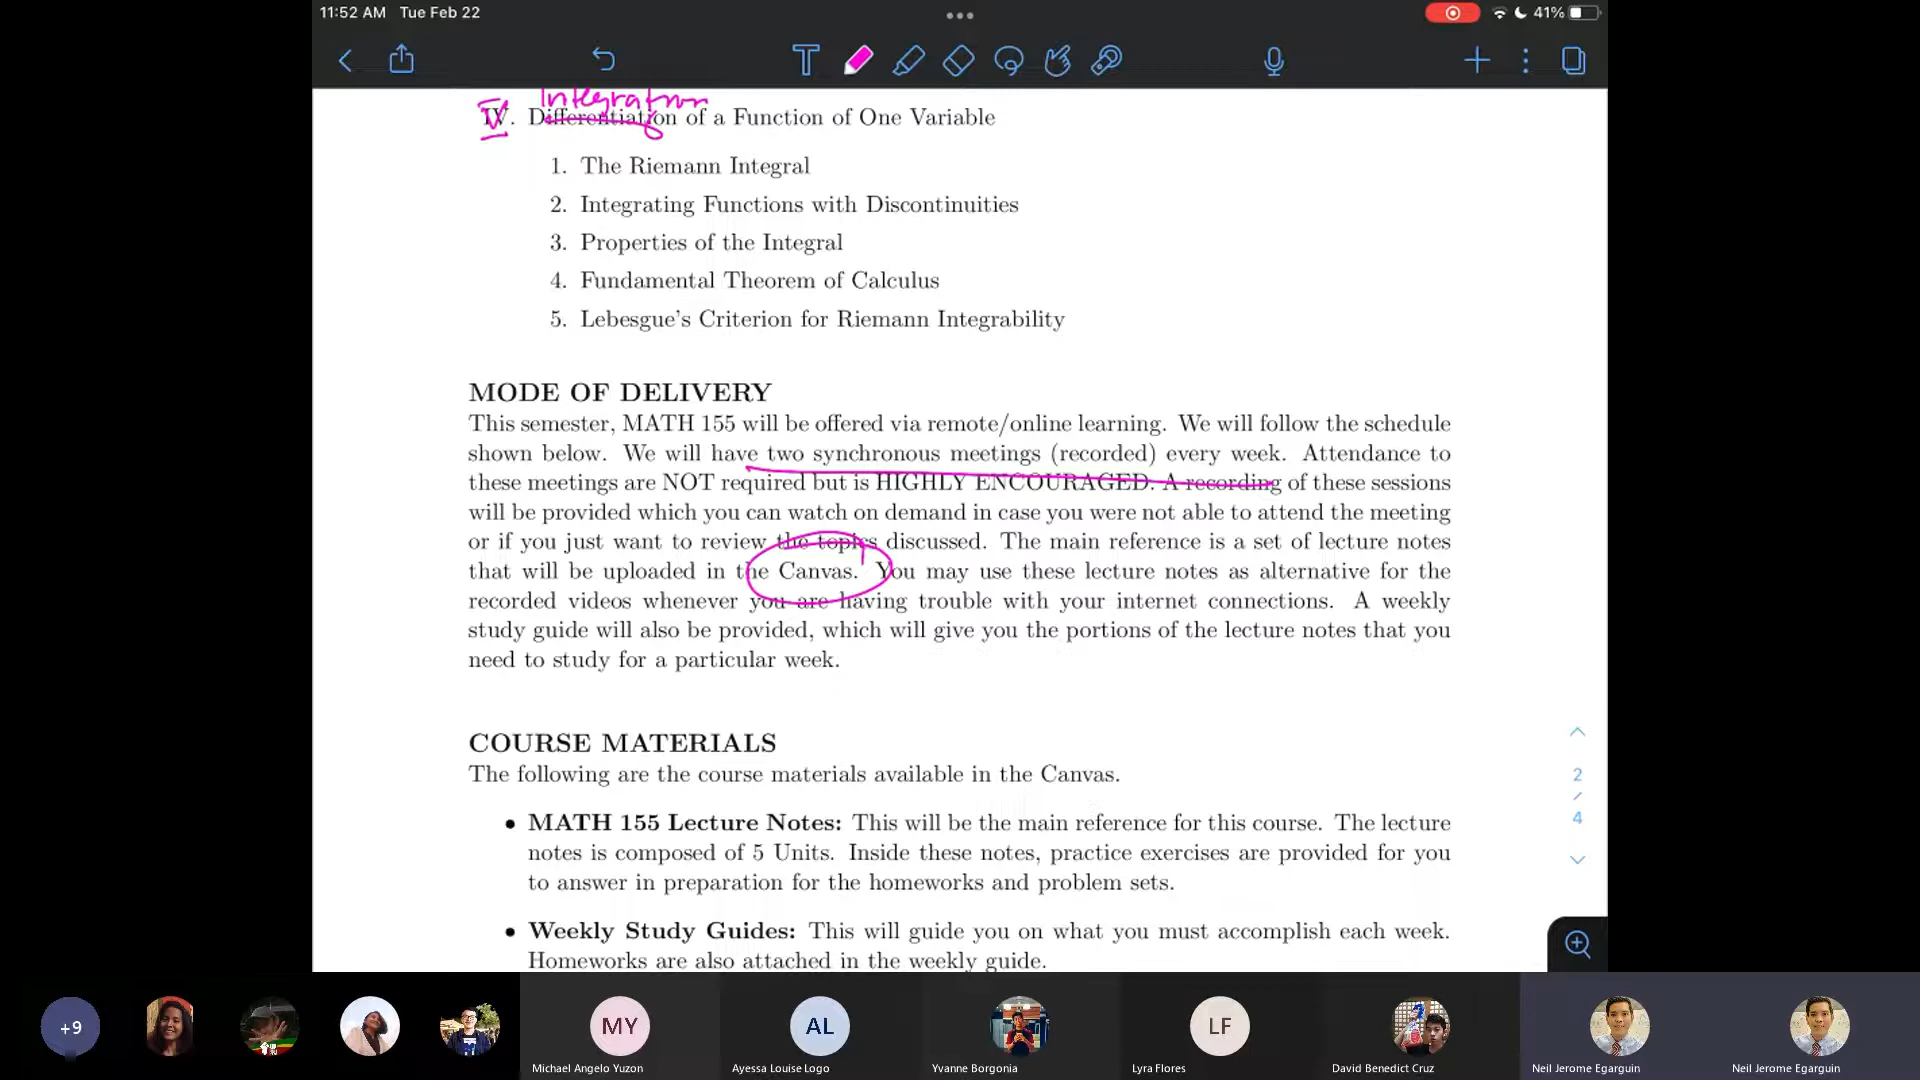 11:52 AM Tue Feb 22
41%
Integration
V
IV. Differentiation of a Function of One Variable
1. The Riemann Integral
2. Integrating Functions with Discontinuities
3. Properties of the Integral
4. Fundamental Theorem of Calculus
5. Lebesgue's Criterion for Riemann Integrability
MODE OF DELIVERY
This semester, MATH 155 will be offered via remote/online learning. We will follow the schedule
shown below. We will have two synchronous meetings (recorded) every week. Attendance to
these meetings are NOT required but is HIGHLY ENCOURAGED. A recording of these sessions
will be provided which you can watch on demand in case you were not able to attend the meeting
or if you just want to review the topics discussed. The main reference is a set of lecture notes
that will be uploaded in the Canvas. You may use these lecture notes as alternative for the
recorded videos whenever you are having trouble with your internet connections. A weekly
study guide will also be provided, which will give you the portions of the lecture notes that you
need to study for a particular week.
COURSE MATERIALS
The following are the course materials available in the Canvas.
• MATH 155 Lecture Notes: This will be the main reference for this course. The lecture
notes is composed of 5 Units. Inside these notes, practice exercises are provided for you
to answer in preparation for the homeworks and problem sets.
• Weekly Study Guides: This will guide you on what you must accomplish each week.
Homeworks are also attached in the weekly guide.
2
/
4
+9
MY
AL
LF
Michael Angelo Yuzon
Ayessa Louise Logo
Yvanne Borgonia
Lyra Flores
David Benedict Cruz
Neil Jerome Egarguin
Neil Jerome Egarguin